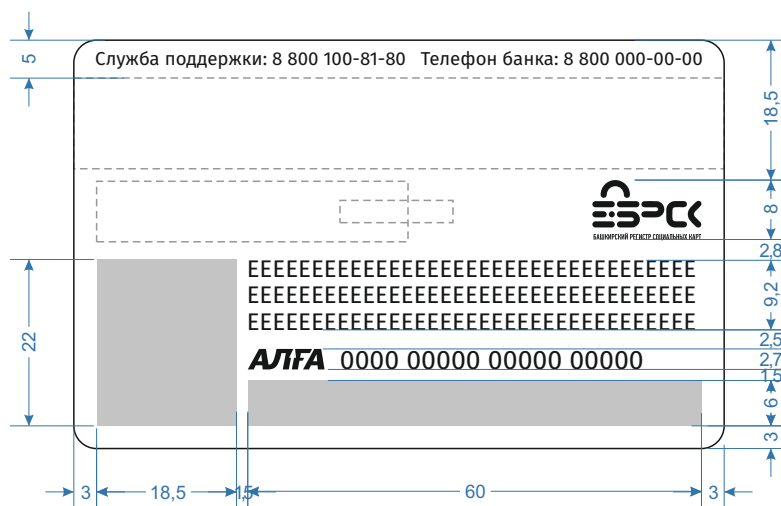 Служба поддержки: 8 800 100-81-80 Телефон банка: 8 800 000-00-00
5
18,5
БРСК
БАШКИРСКИЙ РЕГИСТР СОЦИАЛЬНЫХ КАРТ
8
2,8
EEEEEEEEEEEEEEEEEEEEEEEEEEEEEEEEEEE
EEEEEEEEEEEEEEEEEEEEEEEEEEEEEEEEEEE
EEEEEEEEEEEEEEEEEEEEEEEEEEEEEEEEEEE
9,2
22
2,5
АЛГА 0000 00000 00000 00000
2,7
1,5
6
3
3 18,5 1,5 60 3